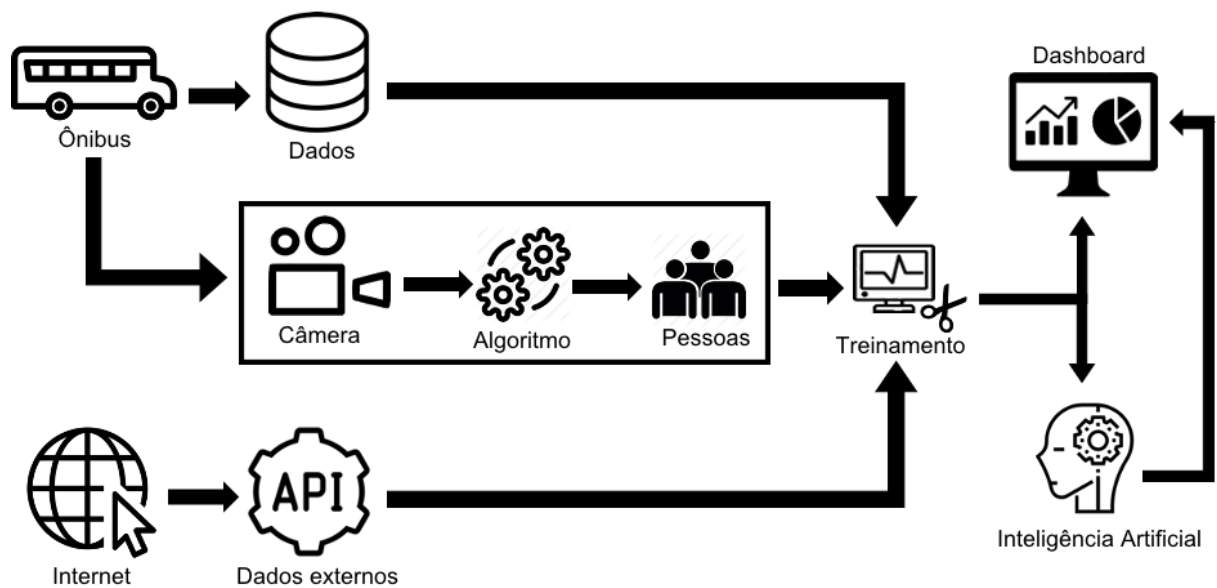 Dashboard
Ônibus
Dados
Câmera
Algoritmo
Pessoas
Treinamento
API
Internet
Dados externos
Inteligência Artificial